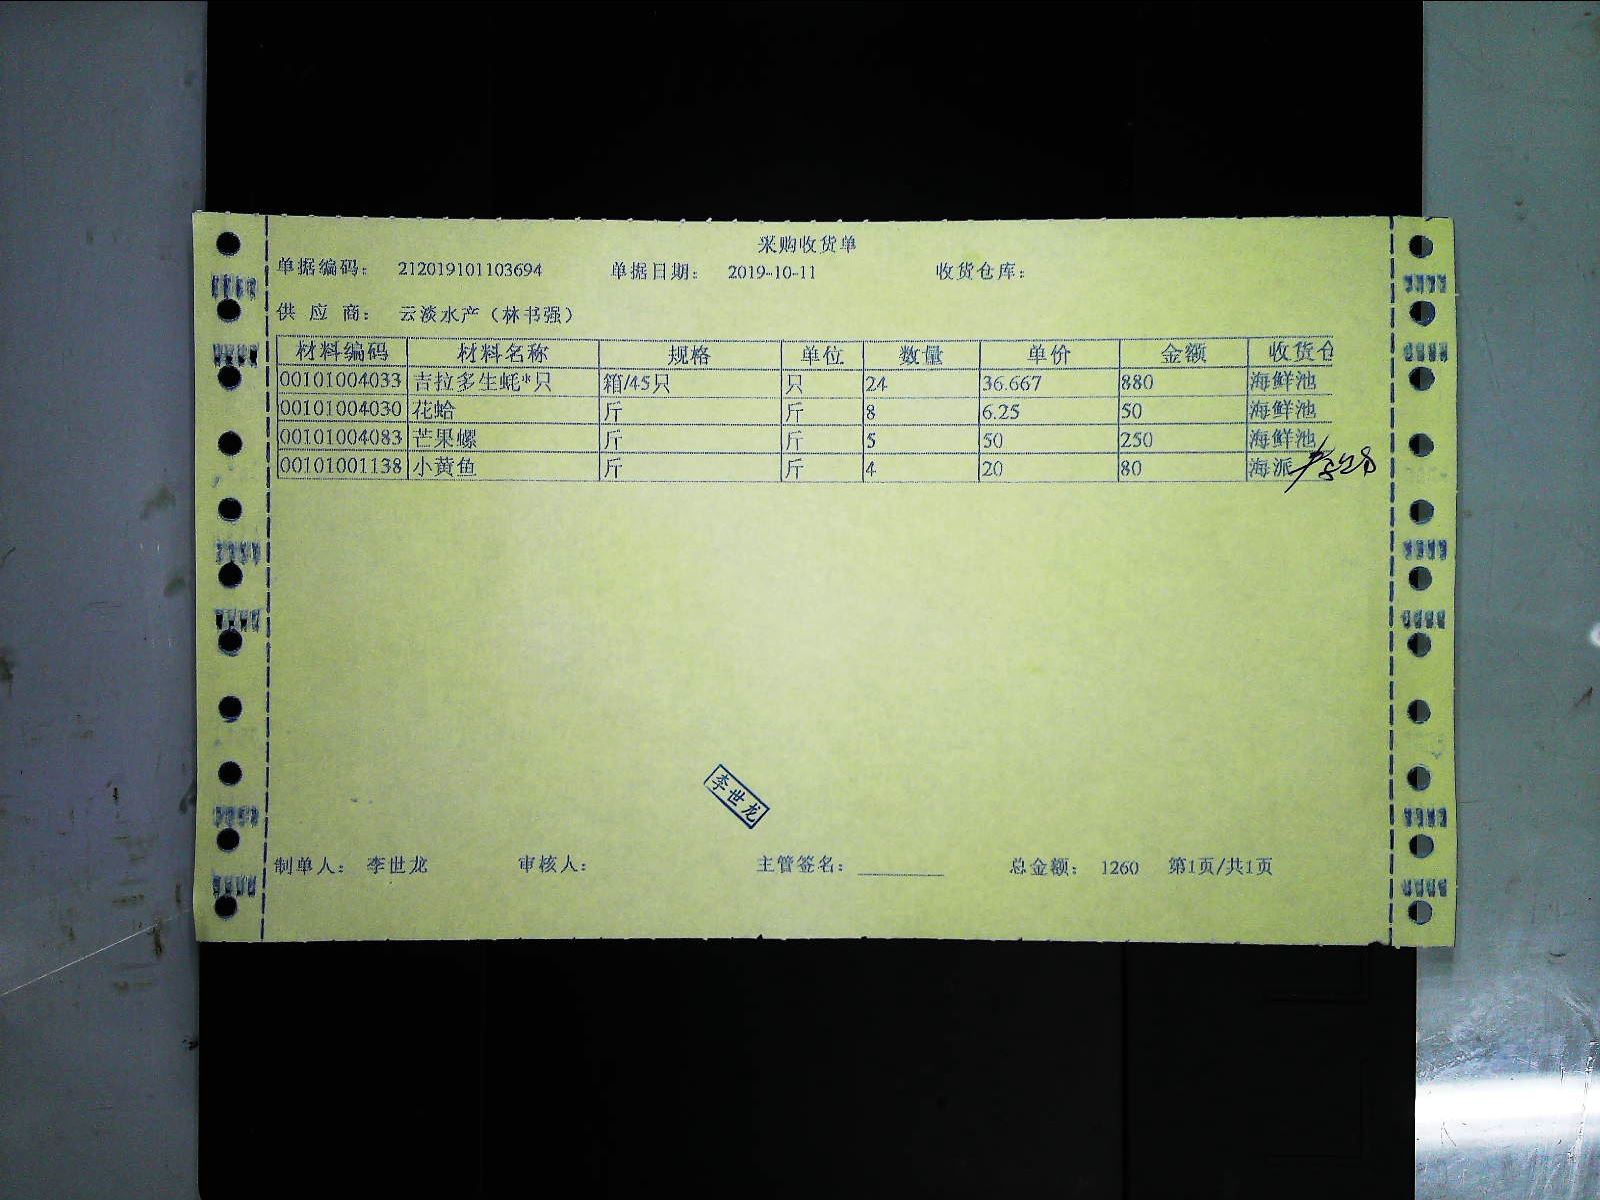 采购收货单
单据编码： 212019101103694 单据日期： 2019-10-11 收货仓库：
供 应 商： 云淡水产（林书强）
材料编码 材料名称 规格 单位 数量 单价 金额 收货仓
00101004033 吉拉多生蚝*只 箱/45只 只 24 36.667 880 海鲜池
00101004030 花蛤 斤 斤 8 6.25 50 海鲜池
00101004083 芒果螺 斤 斤 5 50 250 海鲜池
00101001138 小黄鱼 斤 斤 4 20 80 海派
李世龙
制单人： 李世龙 审核人： 主管签名： 总金额： 1260 第1页/共1页